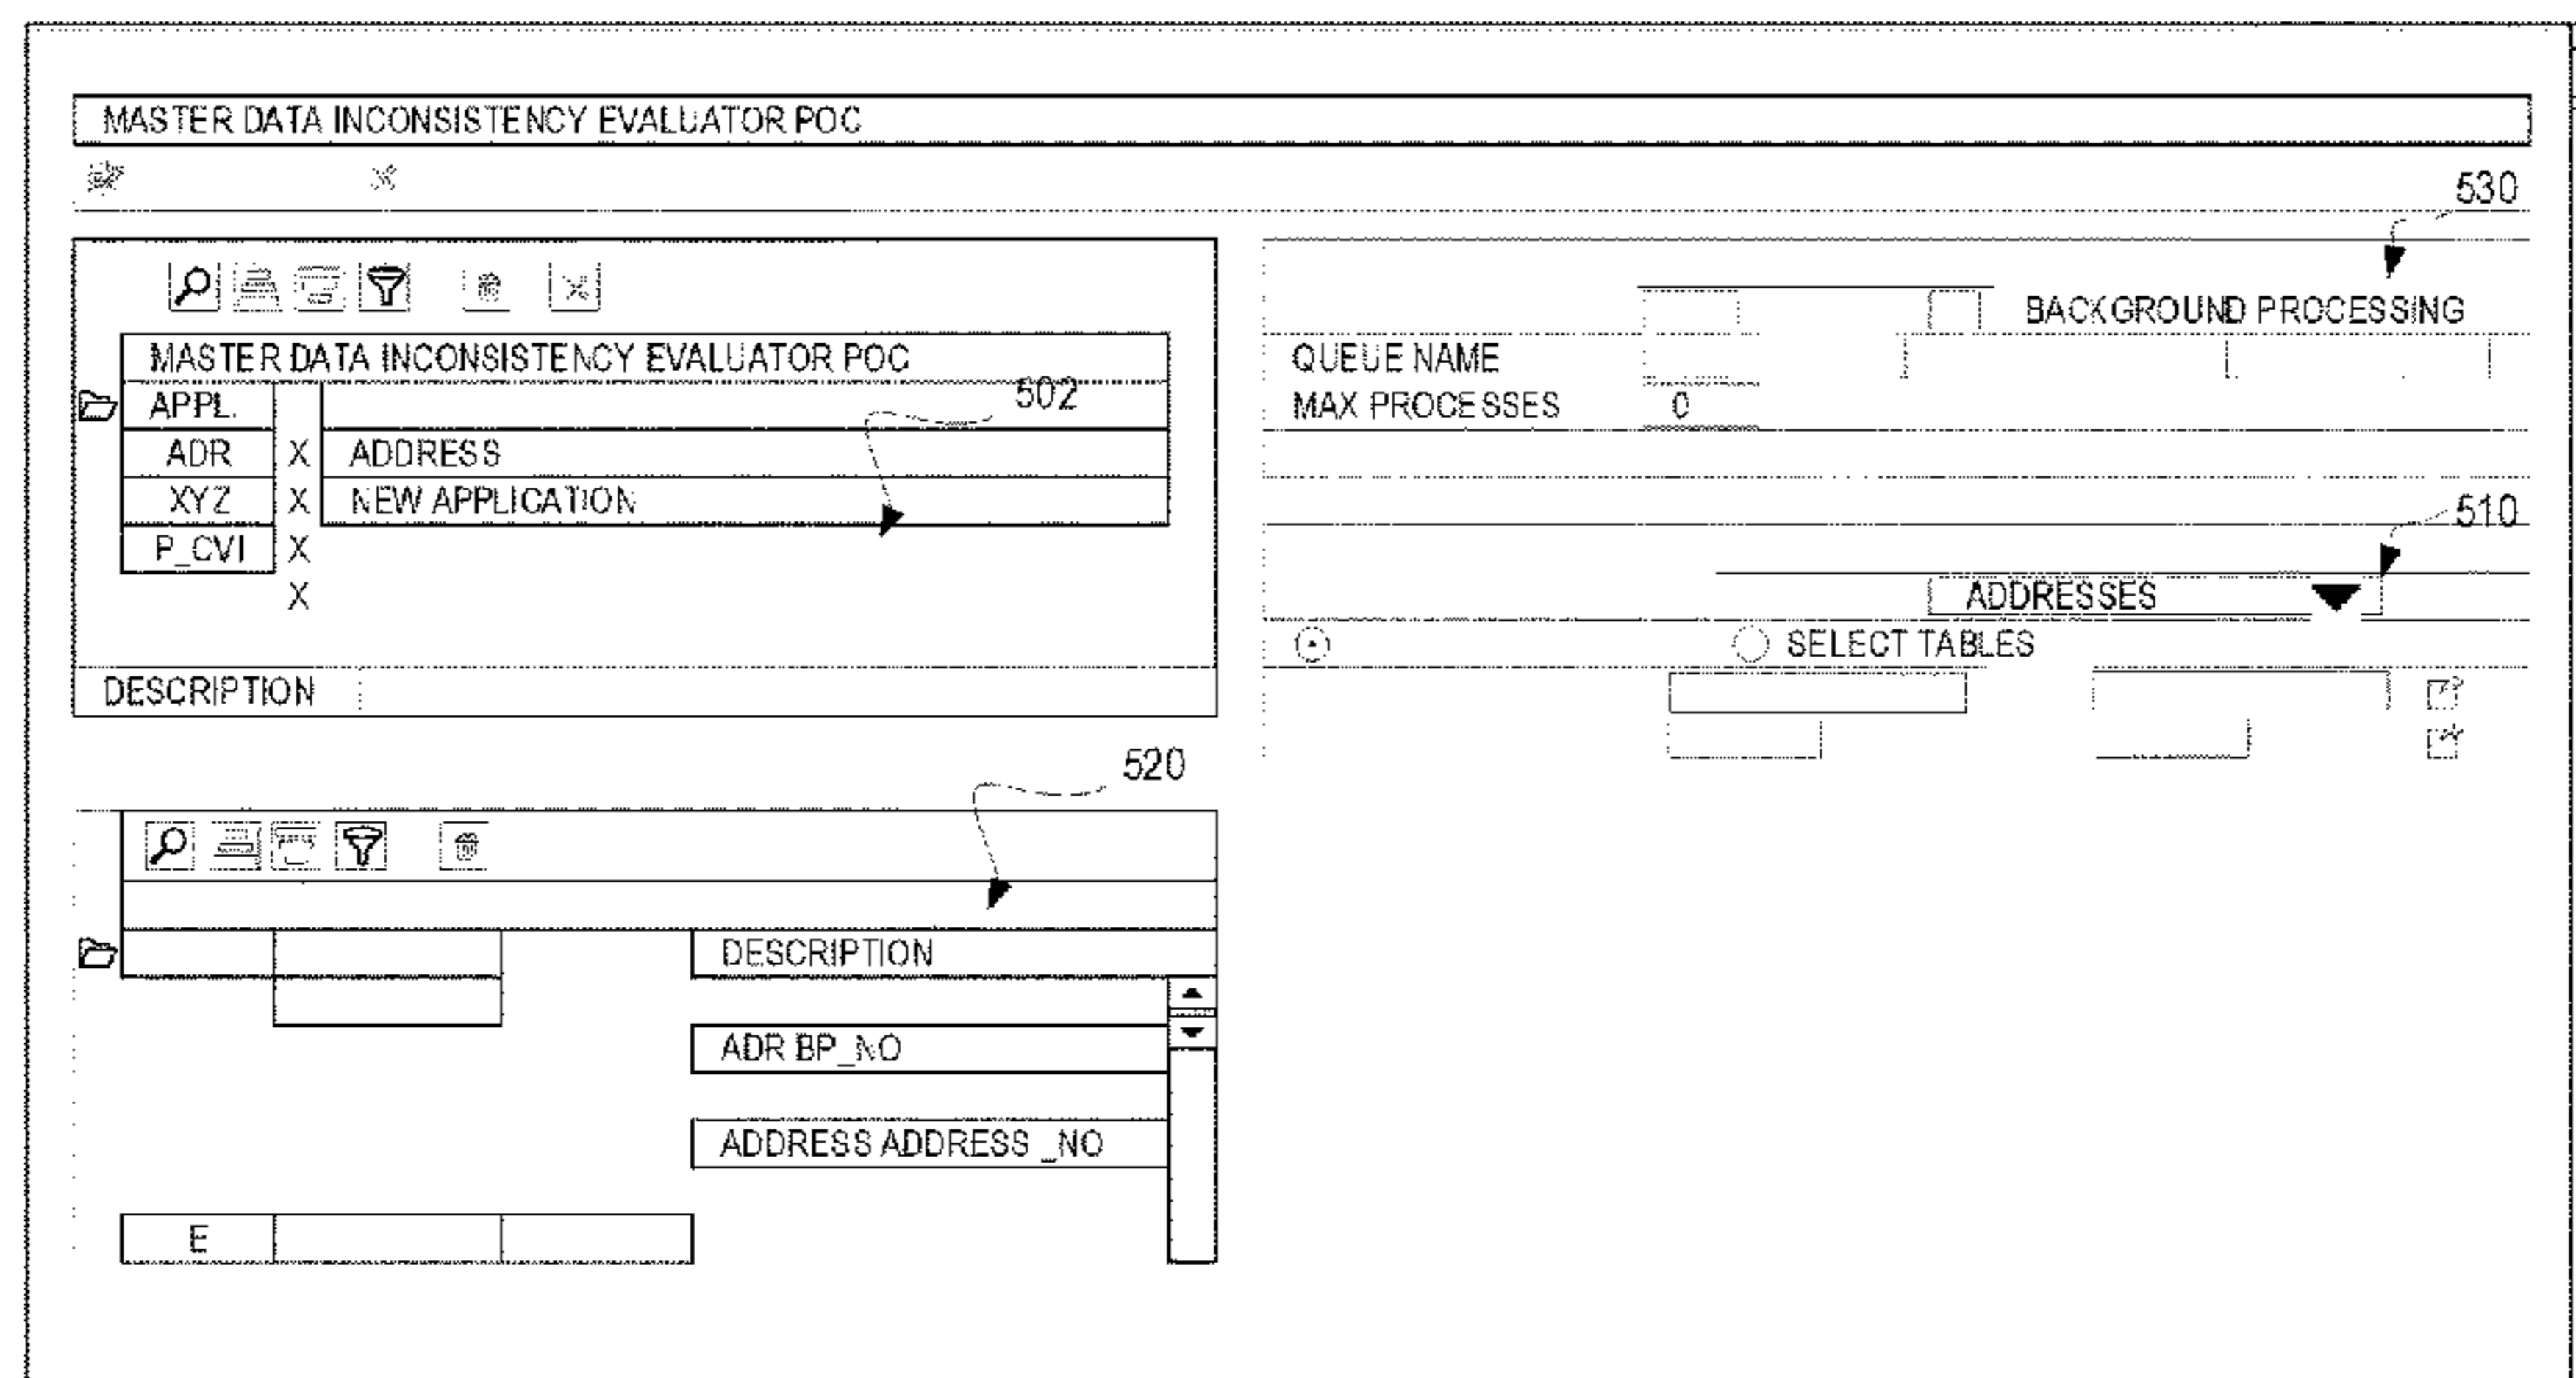 MASTER DATA INCONSISTENCY EVALUATOR POC
530
BACKGROUND PROCESSING
MASTER DATA INCONSISTENCY EVALUATOR POC
QUEUE NAME
502
APPL.
MAX PROCESSES 0
ADR X ADDRESS
XYZ X NEW APPLICATION
510
P_CVI X
X
ADDRESSES
SELECT TABLES
DESCRIPTION
520
DESCRIPTION
ADR BP_NO
ADDRESS ADDRESS _NO
E